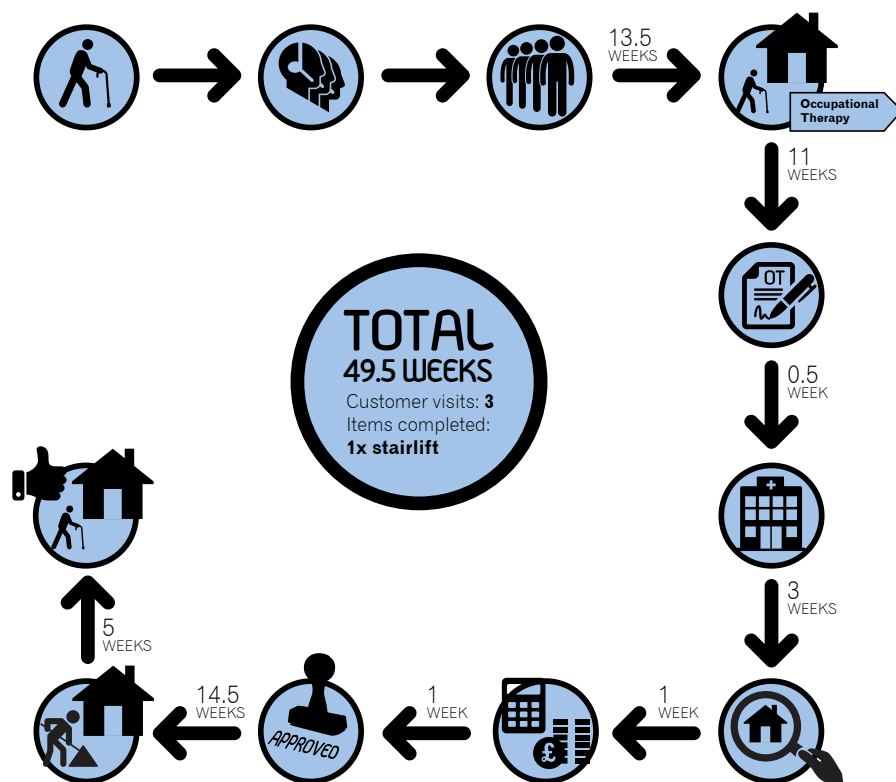 13.5
WEEKS
Occupational
Therapy
11
WEEKS
OT
0.5
WEEK
TOTAL
49.5 WEEKS
Customer visits: 3
Items completed:
1x stairlift
3
WEEKS
1
WEEK
£
1
WEEK
APPROVED
14.5
WEEKS
5
WEEKS